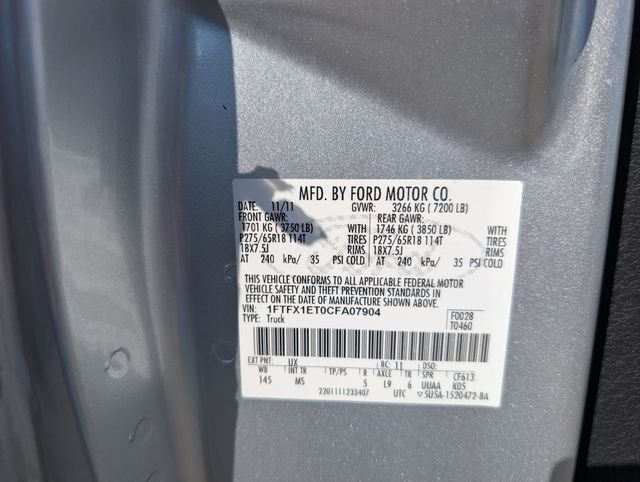 MFD. BY FORD MOTOR CO.
DATE: 11/11 GVWR: 3266 KG ( 7200 LB)
FRONT GAWR: REAR GAWR:
1701 KG ( 3750 LB) WITH 1746 KG ( 3850 LB) WITH
P275/65R18 114T TIRES P275/65R18 114T TIRES
18X7.5J RIMS 18X7.5J RIMS
AT 240 kPa/ 35 PSI COLD AT 240 kPa/ 35 PSI COLD
THIS VEHICLE CONFORMS TO ALL APPLICABLE FEDERAL MOTOR
VEHICLE SAFETY AND THEFT PREVENTION STANDARDS IN
EFFECT ON THE DATE OF MANUFACTURE SHOWN ABOVE.
VIN: 1FTFX1ET0CFA07904 F0028
TYPE: Truck T0460
EXT PNT: UX RC: 11 DSO:
WB INT TR TP/PS R AXLE TR SPR CF613
145 MS 5 L9 6 UUAA K05
2201111233407 UTC ▽5U5A-1520472-BA